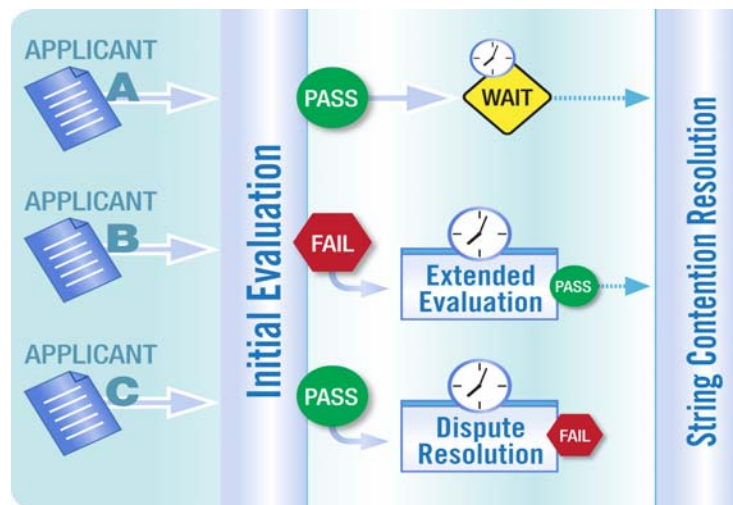 APPLICANT
A
PASS
WAIT
APPLICANT
B
FAIL
Extended
Evaluation
PASS
APPLICANT
C
PASS
Dispute
Resolution
FAIL
Initial Evaluation
String Contention Resolution